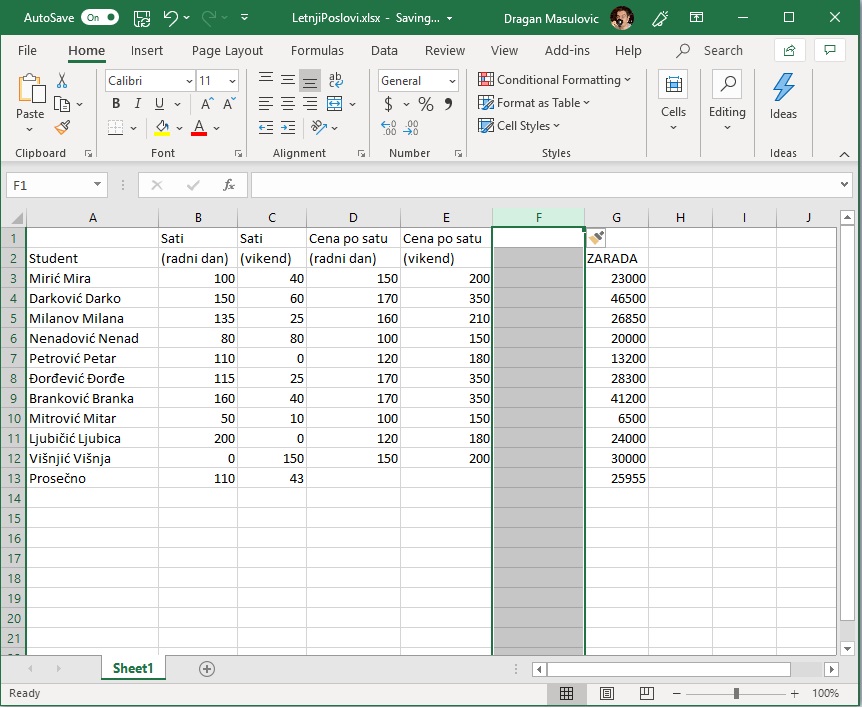 AutoSave On LetnjiPoslovi.xlsx - Saving... Dragan Masulovic
File Home Insert Page Layout Formulas Data Review View Add-ins Help Search
Paste Calibri 11 General Conditional Formatting Cells Editing Ideas
B I U A A $ % Format as Table
A Cell Styles
Clipboard Font Alignment Number Styles Ideas
F1 fx
A B C D E F G H I J
1 Sati Sati Cena po satu Cena po satu
2 Student (radni dan) (vikend) (radni dan) (vikend) ZARADA
3 Mirić Mira 100 40 150 200 23000
4 Darković Darko 150 60 170 350 46500
5 Milanov Milana 135 25 160 210 26850
6 Nenadović Nenad 80 80 100 150 20000
7 Petrović Petar 110 0 120 180 13200
8 Đorđević Đorđe 115 25 170 350 28300
9 Branković Branka 160 40 170 350 41200
10 Mitrović Mitar 50 10 100 150 6500
11 Ljubičić Ljubica 200 0 120 180 24000
12 Višnjić Višnja 0 150 150 200 30000
13 Prosečno 110 43 25955
14
15
16
17
18
19
20
21
Sheet1
Ready 100%